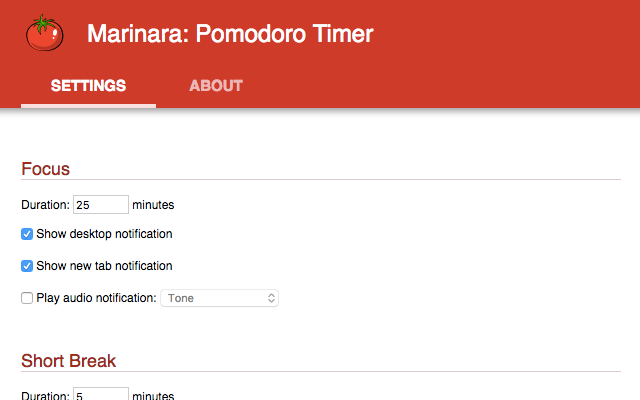 Marinara: Pomodoro Timer
SETTINGS ABOUT
Focus
Duration: 25 minutes
Show desktop notification
Show new tab notification
Play audio notification: Tone
Short Break
Duration: 5 minutes